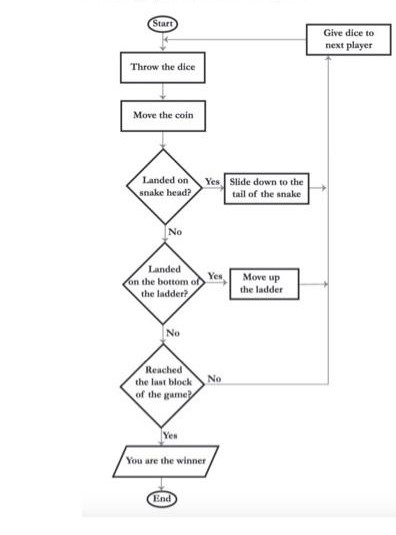 Start
Give dice to
next player
Throw the dice
Move the coin
Landed on
snake head?
Yes
Slide down to the
tail of the snake
No
Landed
on the bottom of
the ladder?
Yes
Move up
the ladder
No
Reached
the last block
of the game?
No
Yes
You are the winner
End